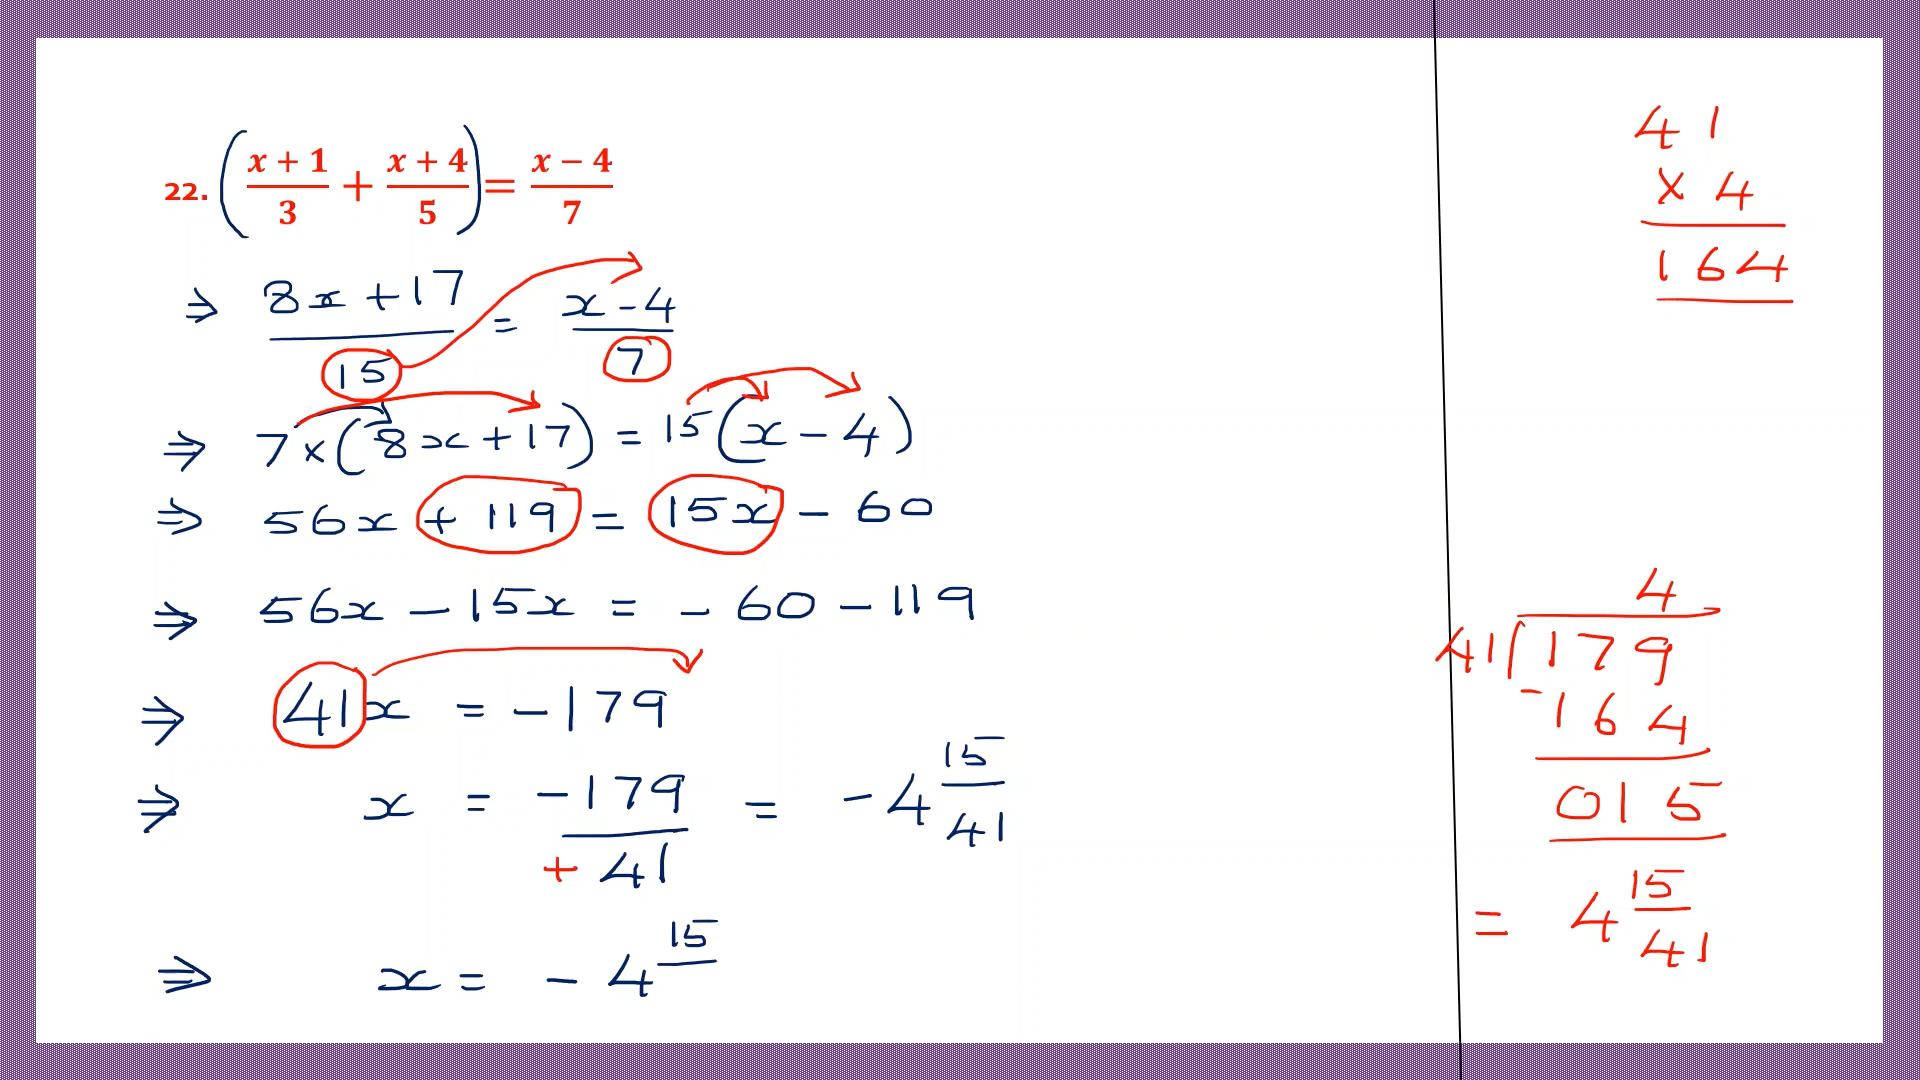 22. (x + 1/3 + x + 4/5) = x − 4/7
⇒ 8x + 17/15 = x - 4/7
⇒ 7 × (8x + 17) = 15(x - 4)
⇒ 56x + 119 = 15x - 60
⇒ 56x - 15x = - 60 - 119
⇒ 41x = - 179
⇒ x = -179/+41 = -4 15/41
⇒ x = -4 15/
41
× 4
164
4
41) 179
-164
015
= 4 15/41